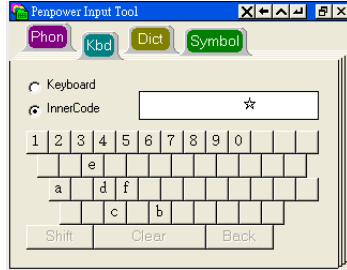 Penpower Input Tool
Phon Kbd Dict Symbol
Keyboard
InnerCode ☆
1 2 3 4 5 6 7 8 9 0
e
a d f
c b
Shift Clear Back